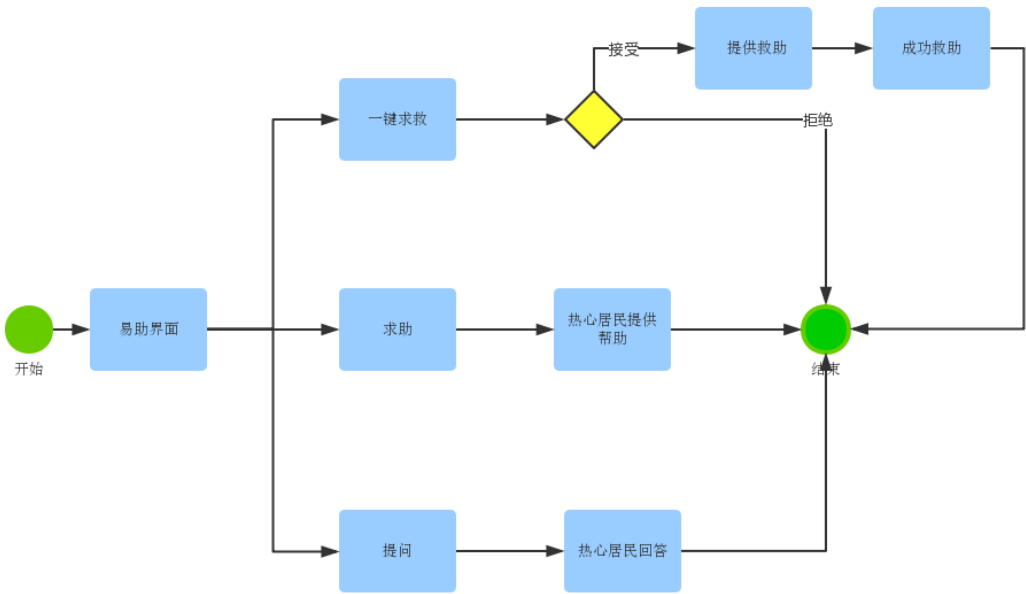 接受
提供救助
成功救助
一键求救
拒绝
易助界面
求助
热心居民提供
帮助
开始
结束
提问
热心居民回答